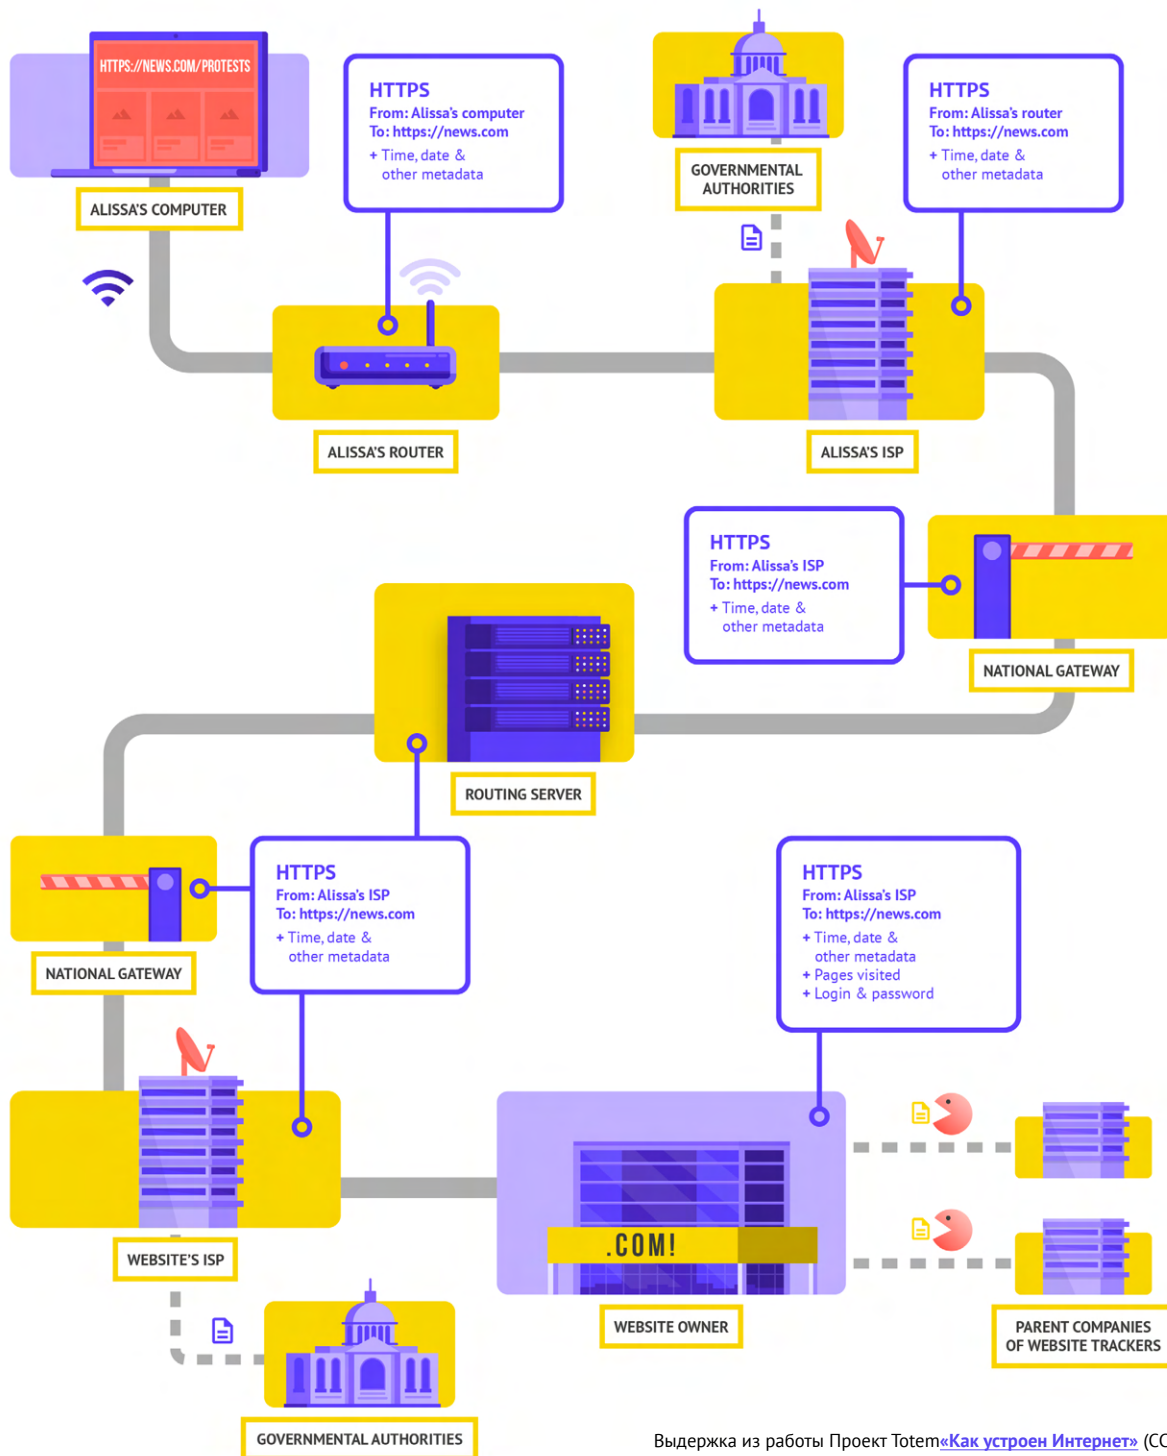 HTTPS://NEWS.COM/PROTESTS
ALISSA'S COMPUTER
HTTPS
From: Alissa's computer
To: https://news.com
+ Time, date &
other metadata
GOVERNMENTAL
AUTHORITIES
HTTPS
From: Alissa's router
To: https://news.com
+ Time, date &
other metadata
ALISSA'S ROUTER
ALISSA'S ISP
HTTPS
From: Alissa's ISP
To: https://news.com
+ Time, date &
other metadata
NATIONAL GATEWAY
ROUTING SERVER
HTTPS
From: Alissa's ISP
To: https://news.com
+ Time, date &
other metadata
NATIONAL GATEWAY
HTTPS
From: Alissa's ISP
To: https://news.com
+ Time, date &
other metadata
+ Pages visited
+ Login & password
WEBSITE'S ISP
.COM!
WEBSITE OWNER
PARENT COMPANIES
OF WEBSITE TRACKERS
GOVERNMENTAL AUTHORITIES
Выдержка из работы Проект Totem«Как устроен Интернет» (CC